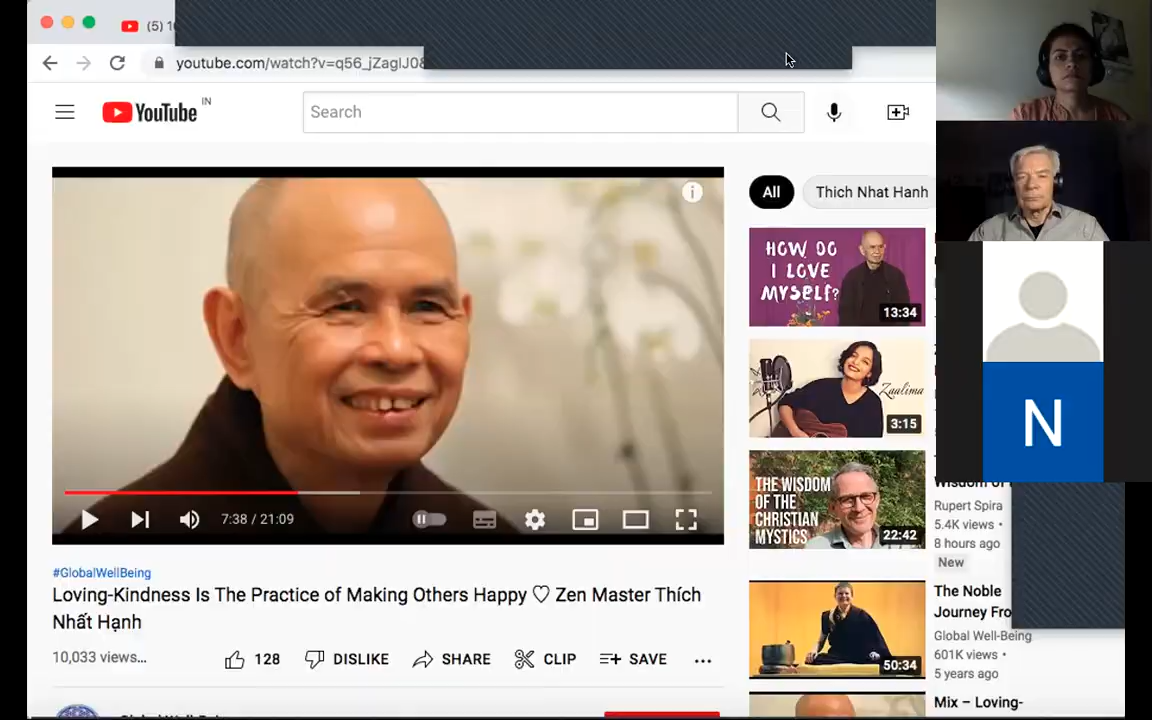 (5)
youtube.com/watch?v=q56_jZaglJ0
YouTube IN
Search
All
Thich Nhat Hanh
HOW DO
I LOVE
MYSELF?
13:34
Zaalima
3:15
THE WISDOM
OF THE
CHRISTIAN
MYSTICS
22:42
Rupert Spira
5.4K views •
8 hours ago
New
N
7:38 / 21:09
#GlobalWellBeing
Loving-Kindness Is The Practice of Making Others Happy ♡ Zen Master Thích
Nhất Hạnh
10,033 views...
128
DISLIKE
SHARE
CLIP
SAVE
50:34
The Noble
Journey Fro
Global Well-Being
601K views •
5 years ago
Mix – Loving-